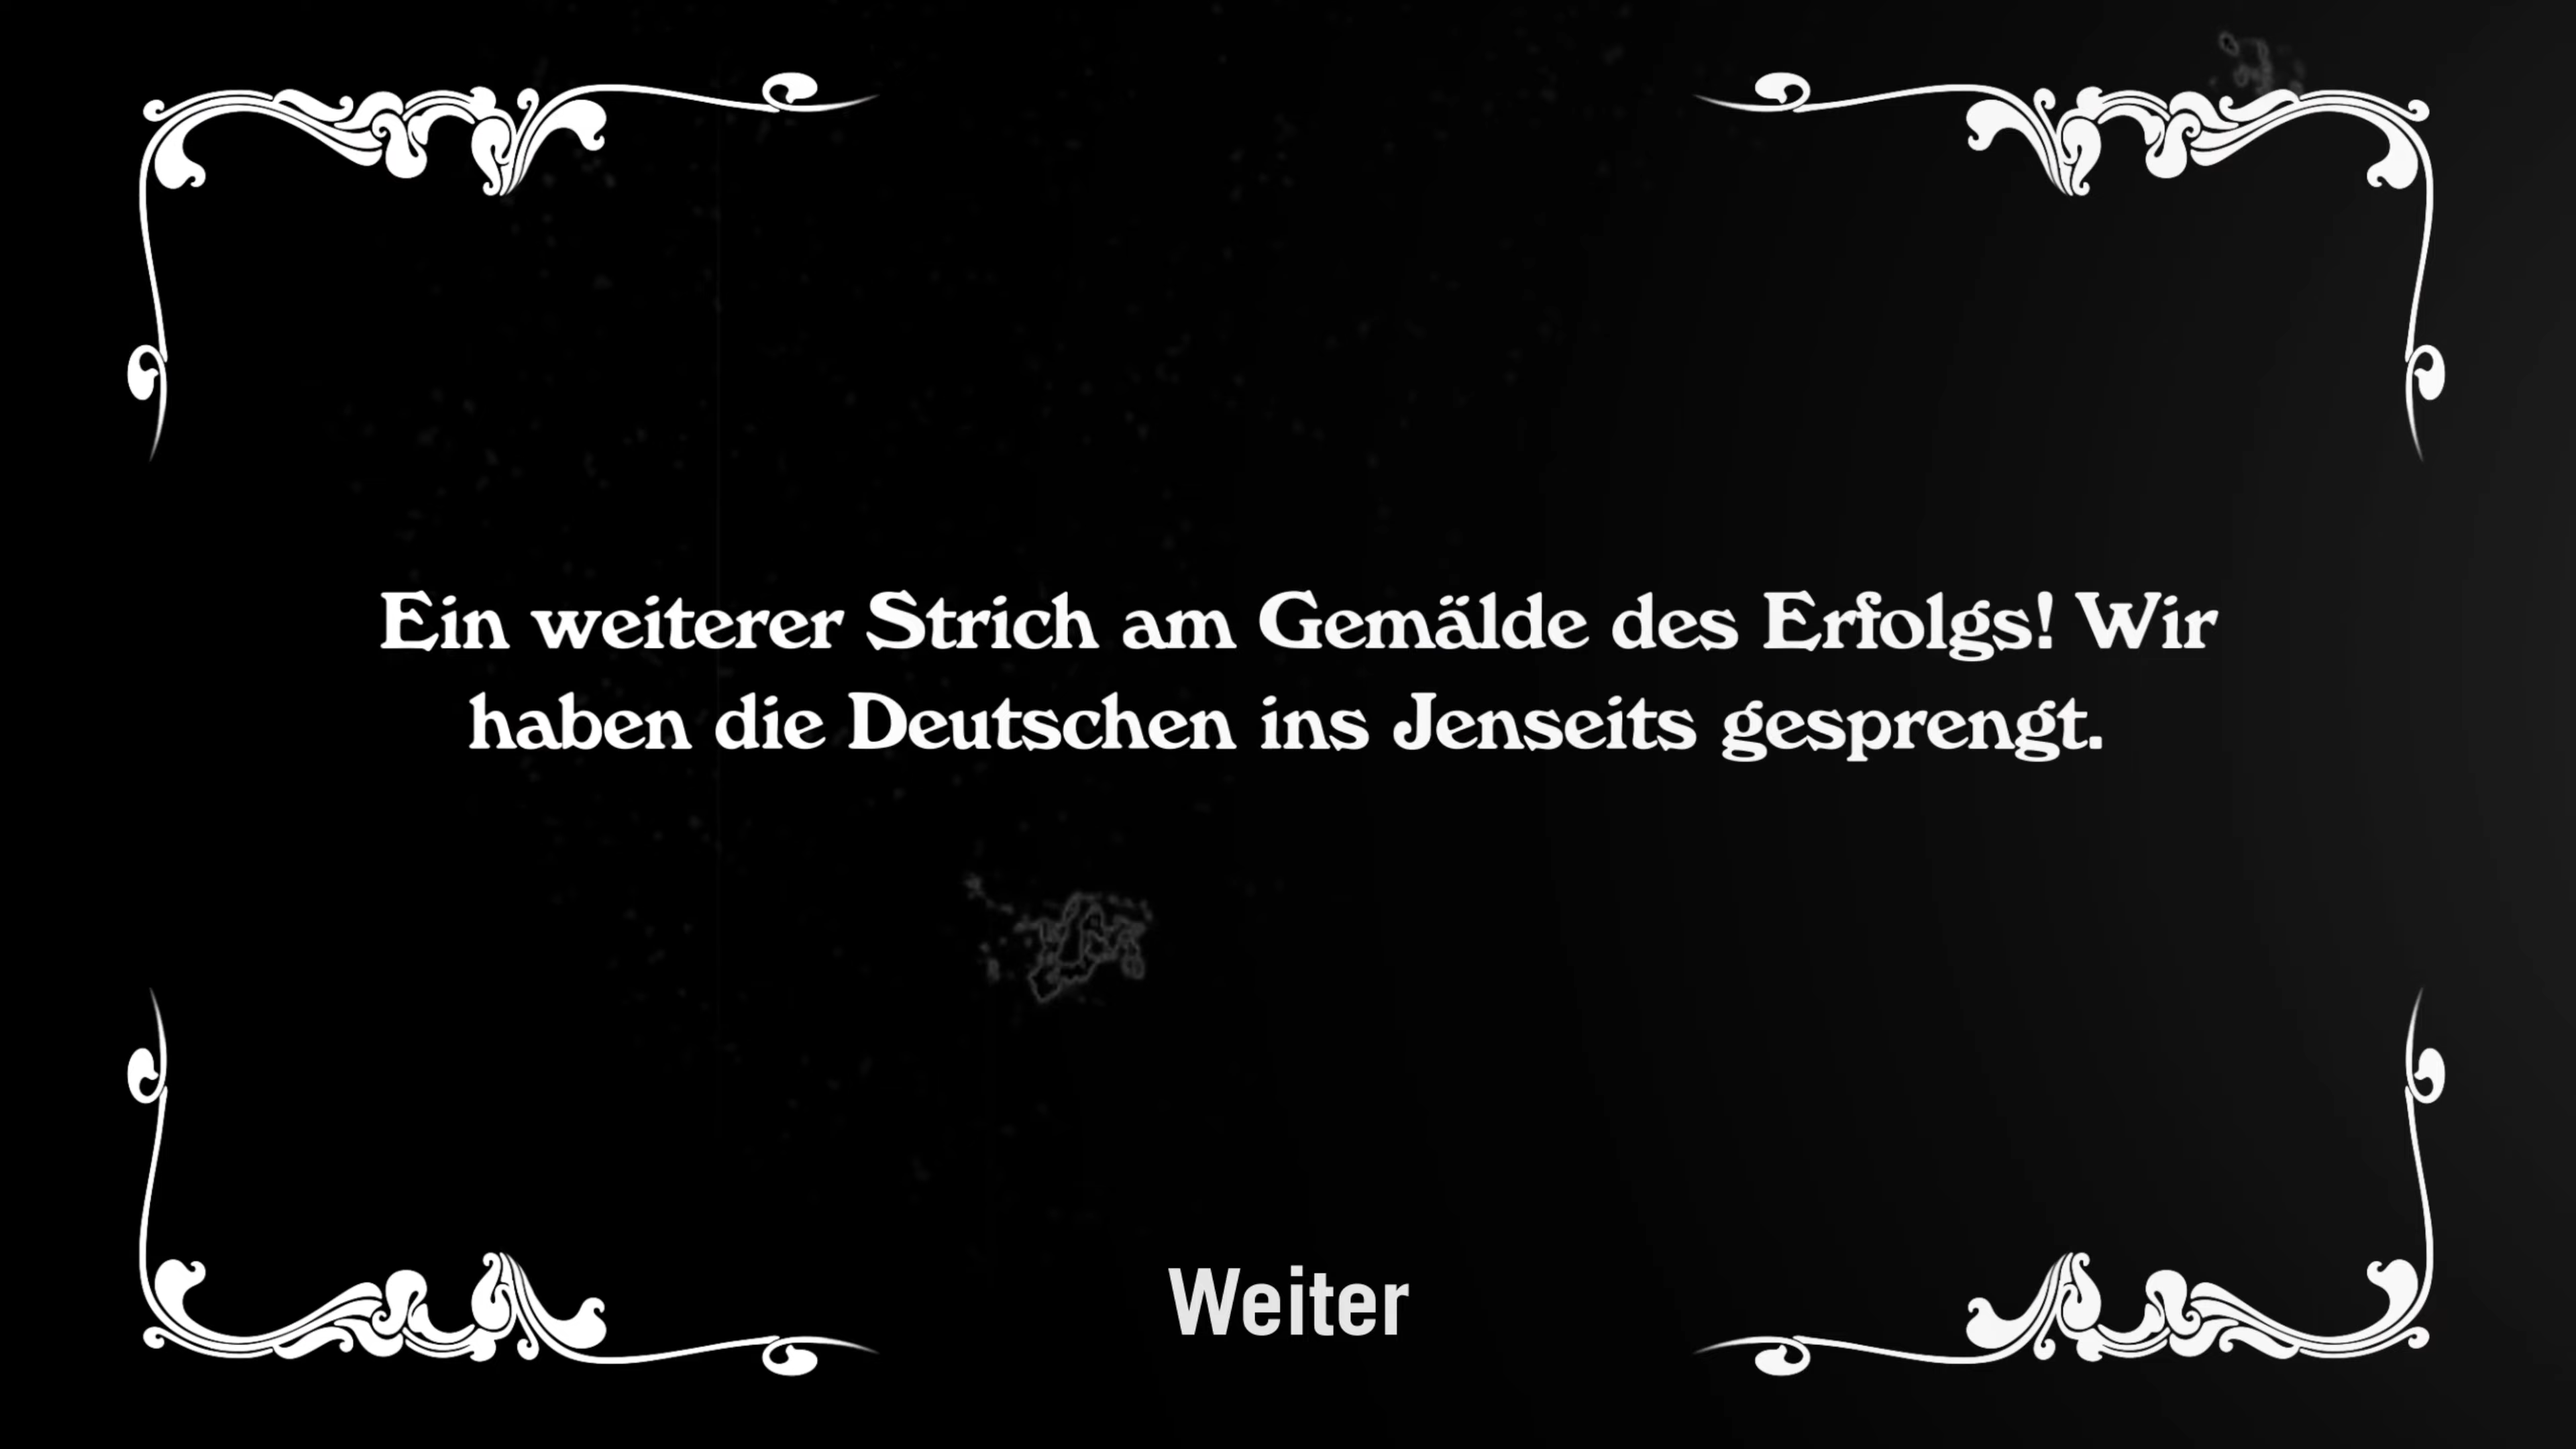 Ein weiterer Strich am Gemälde des Erfolgs! Wir
haben die Deutschen ins Jenseits gesprengt.
Weiter